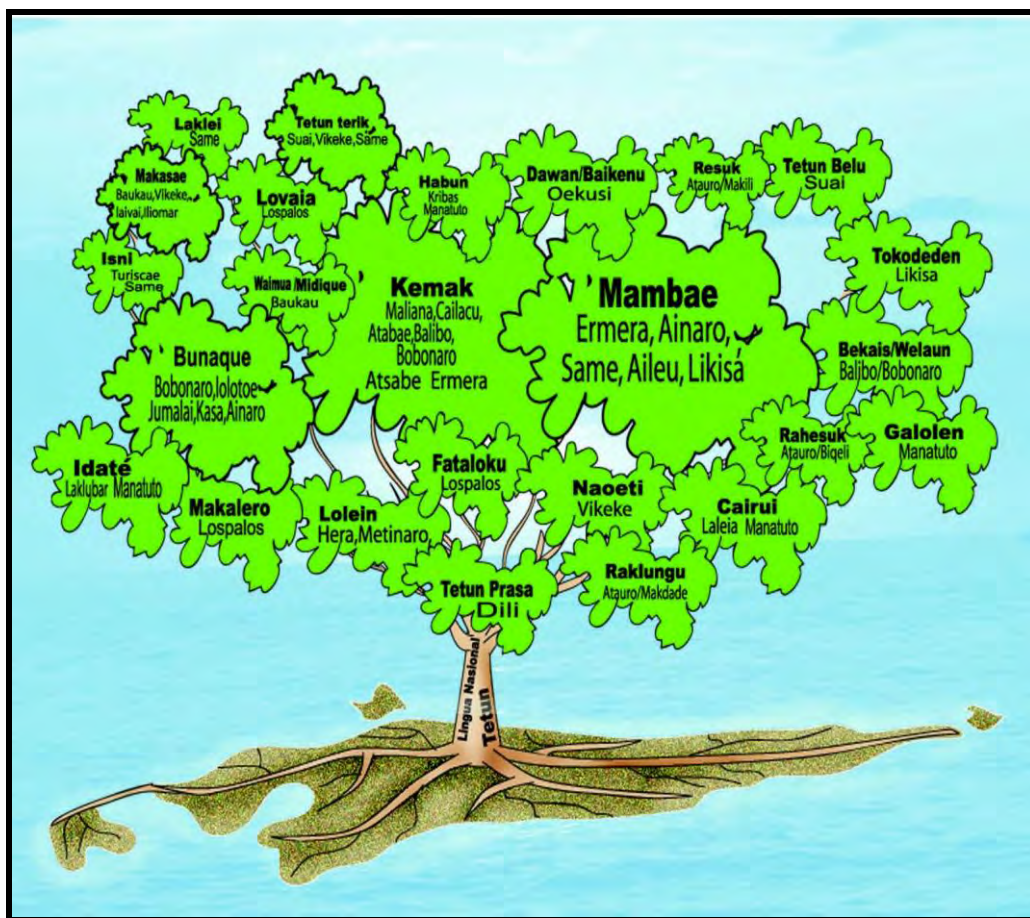 Laklei
Same
Tetun terik
Suai,Vikeke,Same
Makasae
Baukau,Vikeke,
Iaivai,Iliomar
Lovaia
Lospalos
Habun
Kribas
Manatuto
Dawan/Baikenu
Oekusi
Resuk
Atauro/Makili
Tetun Belu
Suai
Isni
Turiscae
Same
Waimua/Midique
Baukau
Kemak
Maliana,Cailacu,
Atabae,Balibo,
Bobonaro
Atsabe Ermera
Mambae
Ermera, Ainaro,
Same, Aileu, Likisá
Tokodeden
Likisa
Bunaque
Bobonaro,lolotoe
Jumalai,Kasa,Ainaro
Bekais/Welaun
Balibo/Bobonaro
Idaté
Laklubar Manatuto
Makalero
Lospalos
Lolein
Hera,Metinaro,
Fataloku
Lospalos
Naoeti
Vikeke
Cairui
Laleia Manatuto
Rahesuk
Atauro/Biqeli
Galolen
Manatuto
Tetun Prasa
Dili
Raklungu
Atauro/Makdade
Lingua Nasional
Tetun